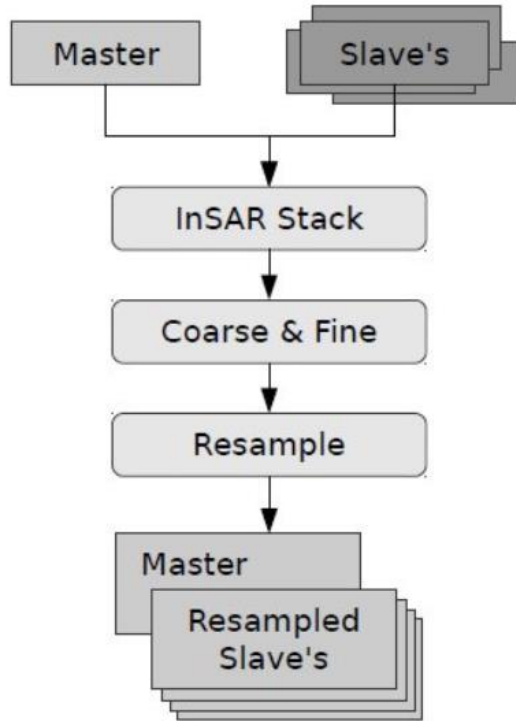 Master
Slave's
InSAR Stack
Coarse & Fine
Resample
Master
Resampled
Slave's